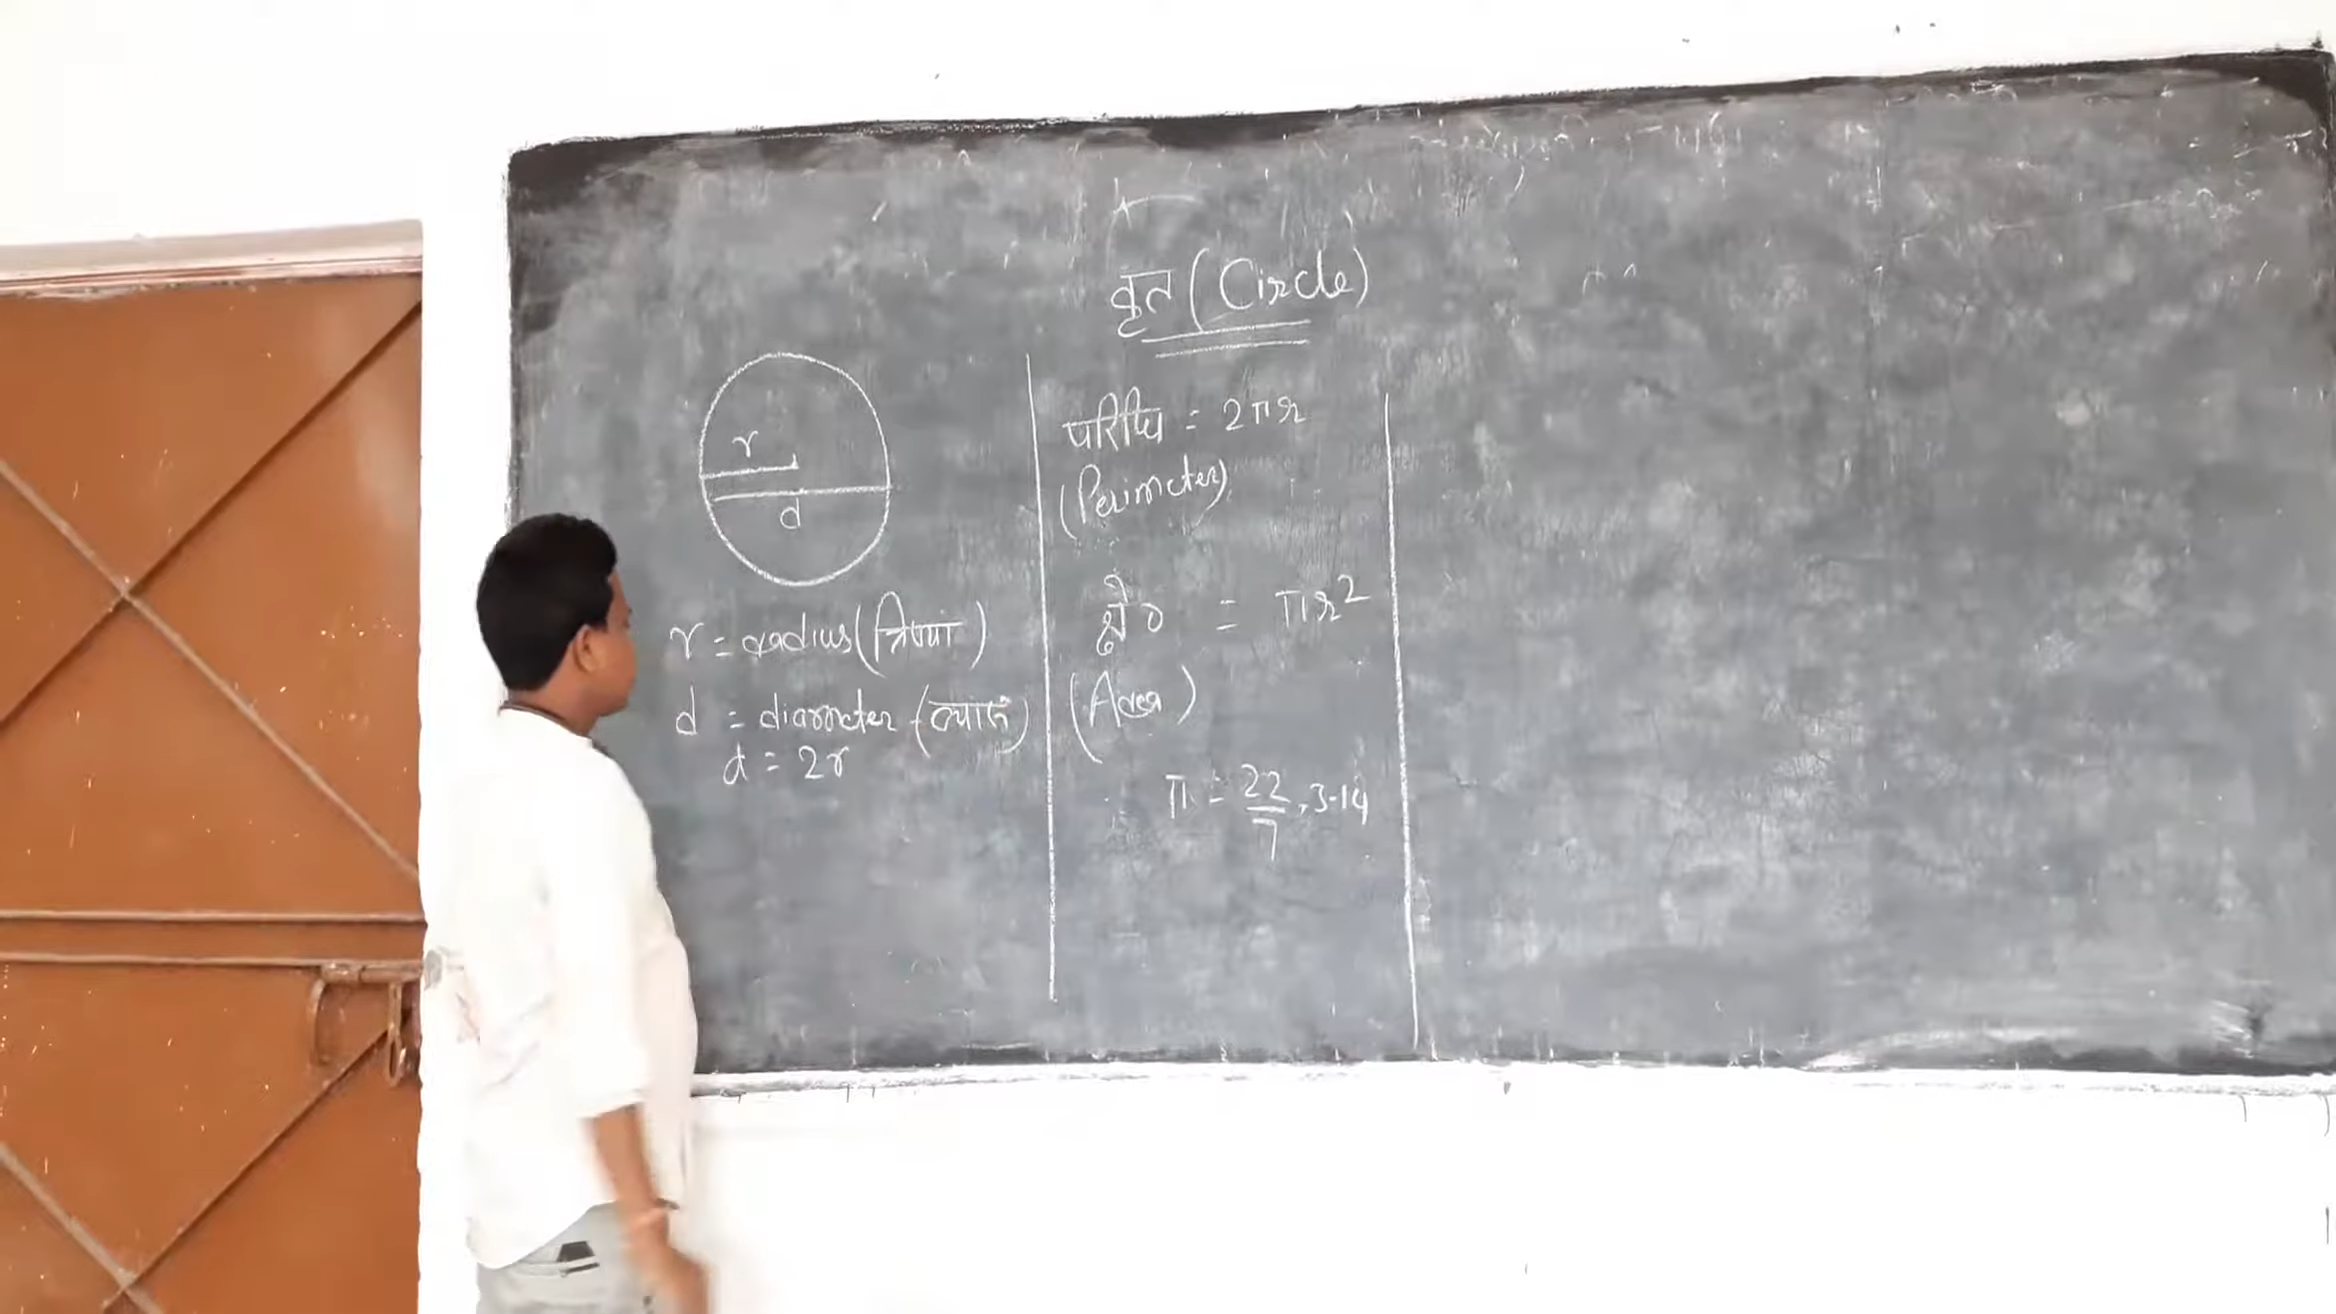 वृत (Circle)
r
d
r = radius (त्रिज्या)
d = diameter (व्यास)
d = 2r
परिधि = 2πr
(Perimeter)
क्षे० = πr²
(Area)
π = 22/7, 3.14